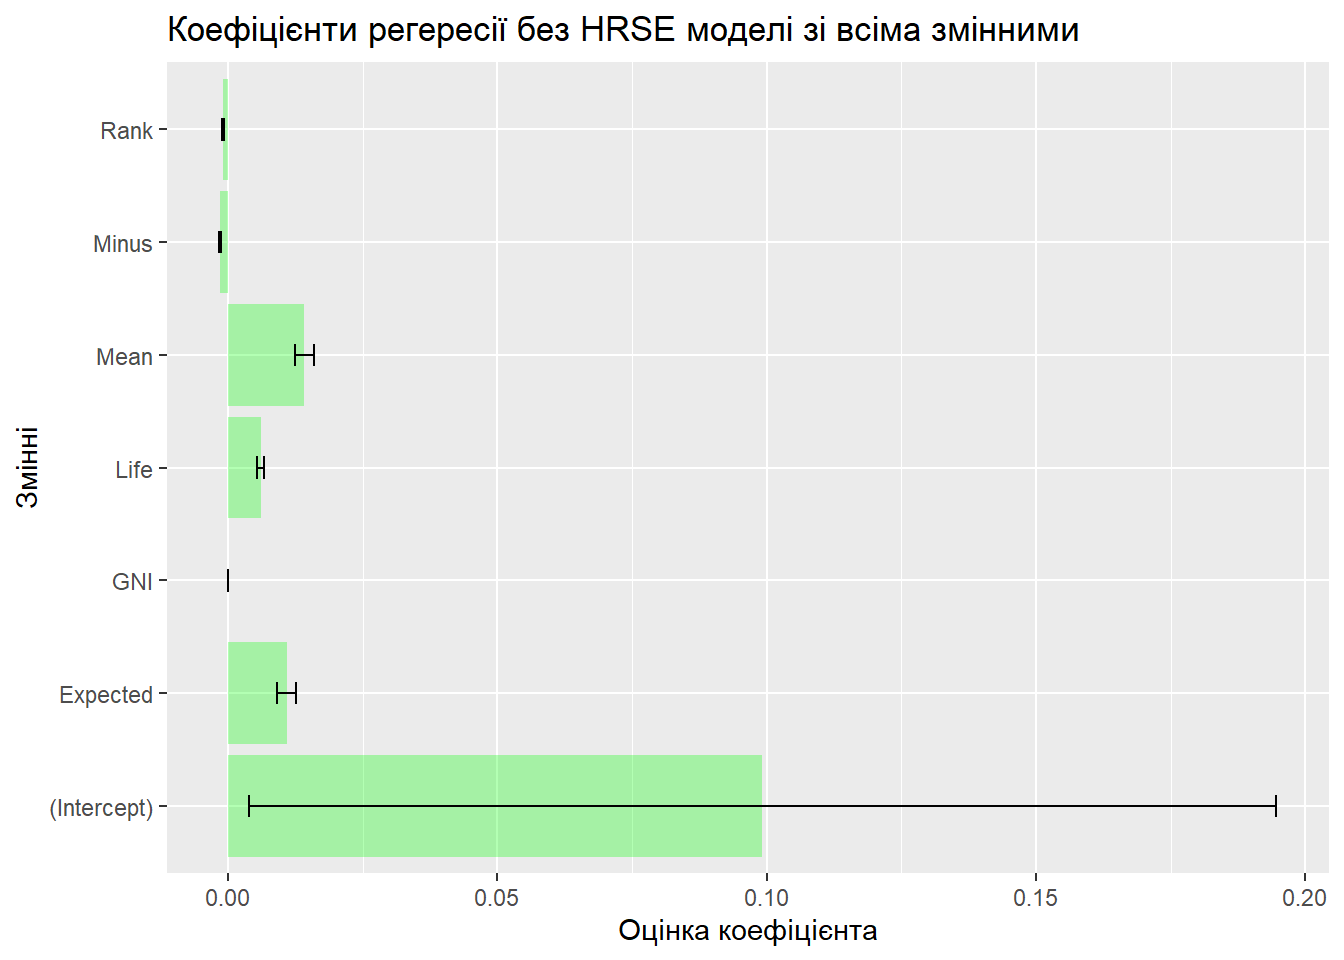 Коефіцієнти регересії без HRSE моделі зі всіма змінними
Змінні
Rank
Minus
Mean
Life
GNI
Expected
(Intercept)
0.00 0.05 0.10 0.15 0.20
Оцінка коефіцієнта